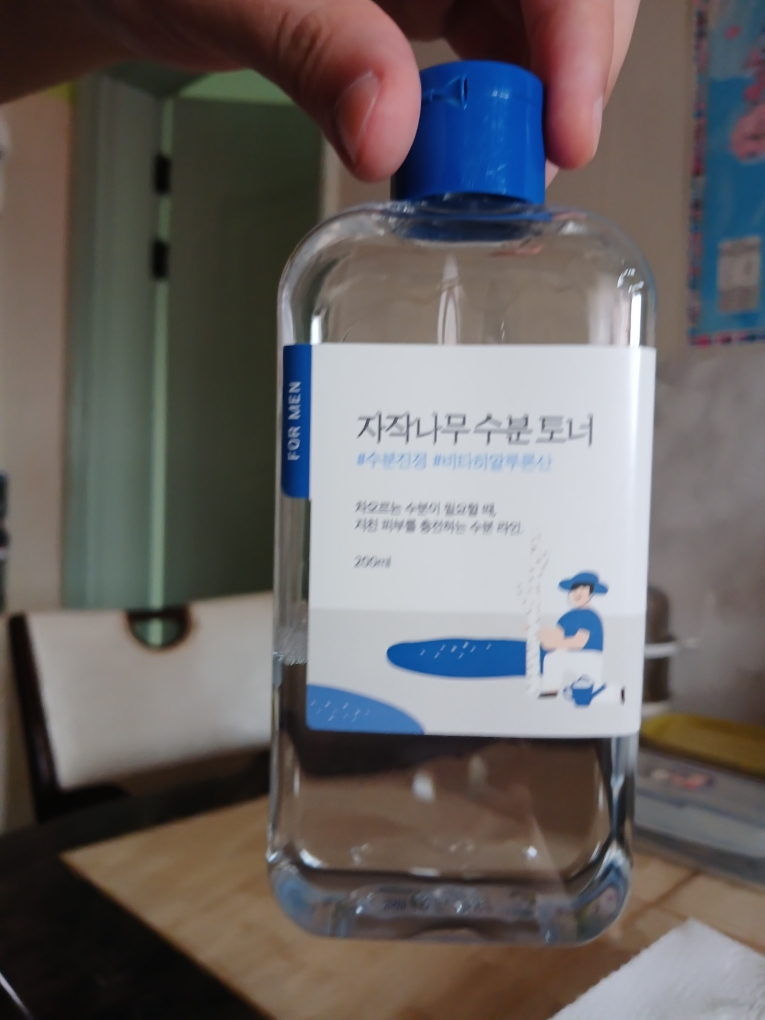 FOR MEN
자작나무 수분 토너
#수분진정 #비타히알루론산
차오르는 수분이 필요할 때,
지친 피부를 충전하는 수분 라인.
200ml